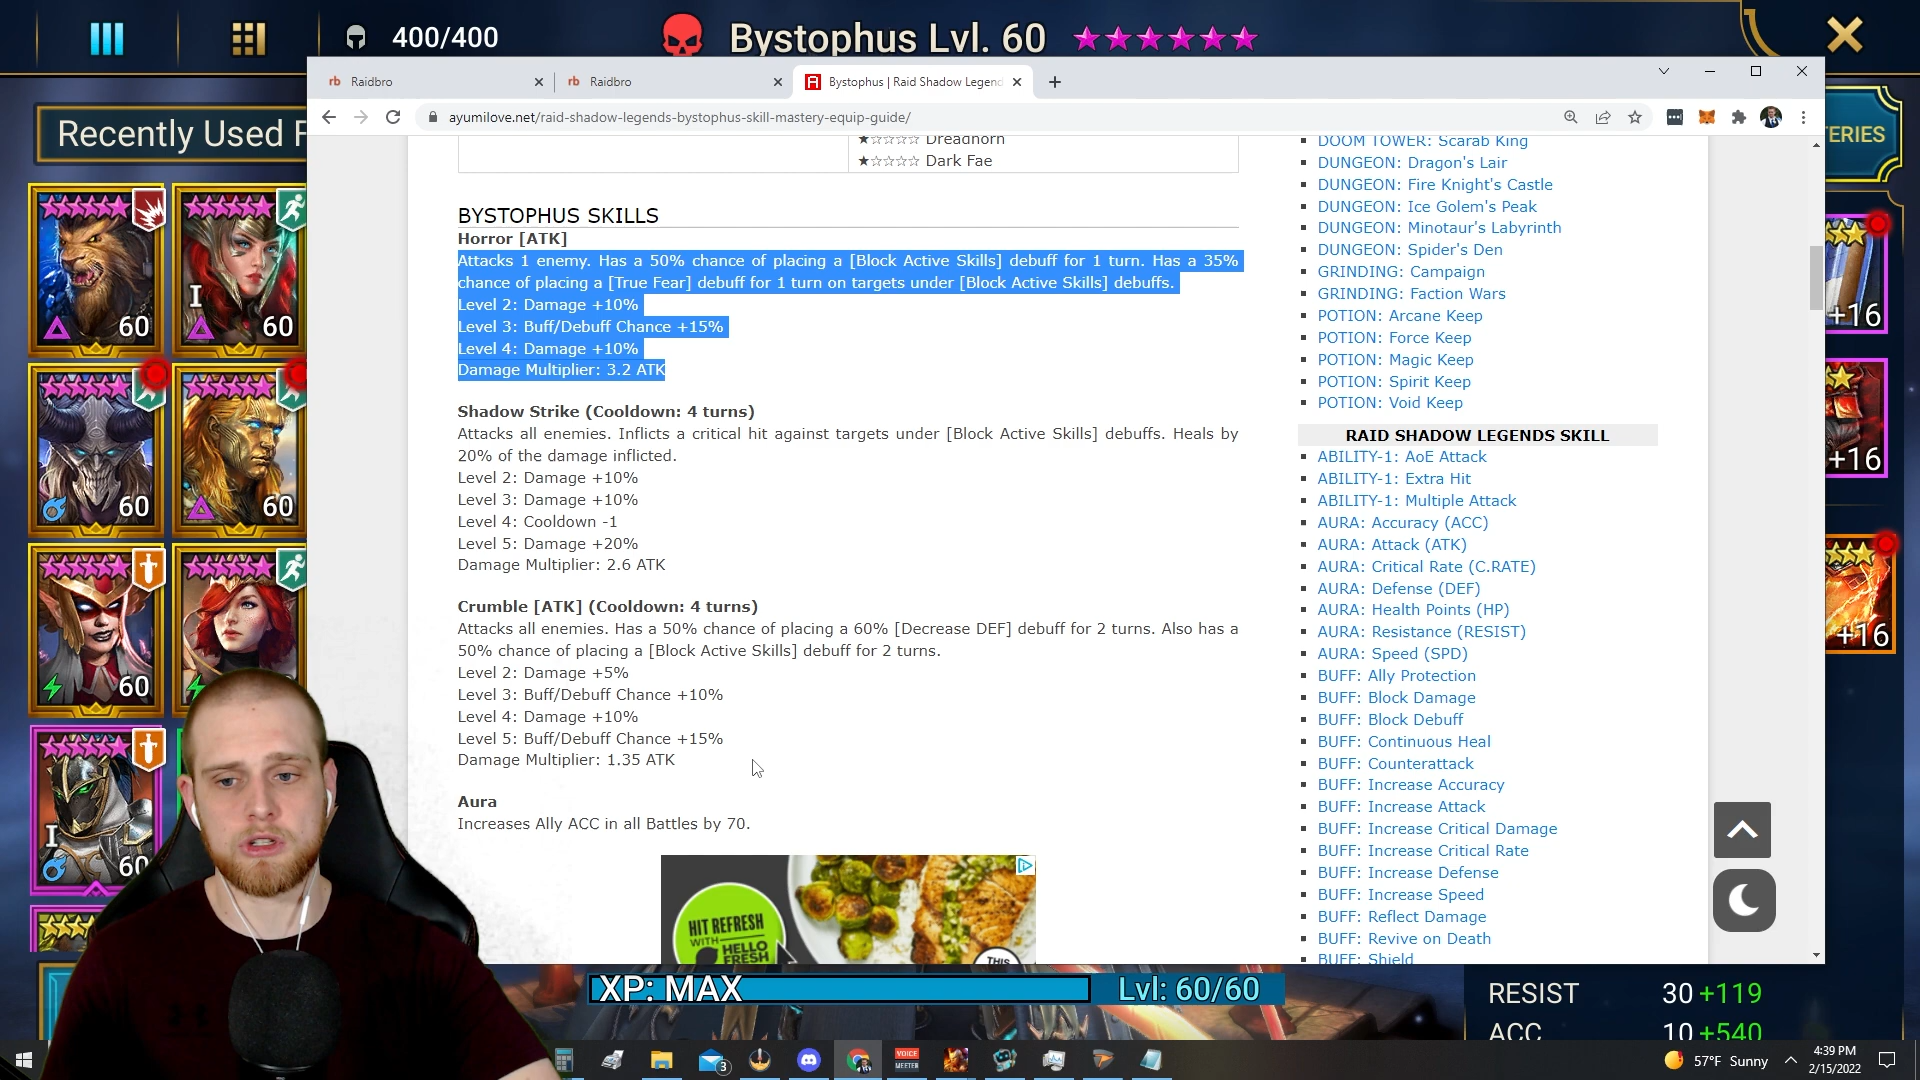 400/400
Bystophus Lvl. 60
Raidbro
Raidbro
Bystophus | Raid Shadow Legend
ayumilove.net/raid-shadow-legends-bystophus-skill-mastery-equip-guide/
Recently Used F
ERIES
★☆☆☆☆ Dreadhorn
★☆☆☆☆ Dark Fae
BYSTOPHUS SKILLS
Horror [ATK]
Attacks 1 enemy. Has a 50% chance of placing a [Block Active Skills] debuff for 1 turn. Has a 35%
chance of placing a [True Fear] debuff for 1 turn on targets under [Block Active Skills] debuffs.
Level 2: Damage +10%
Level 3: Buff/Debuff Chance +15%
Level 4: Damage +10%
Damage Multiplier: 3.2 ATK
Shadow Strike (Cooldown: 4 turns)
Attacks all enemies. Inflicts a critical hit against targets under [Block Active Skills] debuffs. Heals by
20% of the damage inflicted.
Level 2: Damage +10%
Level 3: Damage +10%
Level 4: Cooldown -1
Level 5: Damage +20%
Damage Multiplier: 2.6 ATK
Crumble [ATK] (Cooldown: 4 turns)
Attacks all enemies. Has a 50% chance of placing a 60% [Decrease DEF] debuff for 2 turns. Also has a
50% chance of placing a [Block Active Skills] debuff for 2 turns.
Level 2: Damage +5%
Level 3: Buff/Debuff Chance +10%
Level 4: Damage +10%
Level 5: Buff/Debuff Chance +15%
Damage Multiplier: 1.35 ATK
Aura
Increases Ally ACC in all Battles by 70.
HIT REFRESH
WITH
HELLO
FRESH
THIS
DOOM TOWER: Scarab King
DUNGEON: Dragon's Lair
DUNGEON: Fire Knight's Castle
DUNGEON: Ice Golem's Peak
DUNGEON: Minotaur's Labyrinth
DUNGEON: Spider's Den
GRINDING: Campaign
GRINDING: Faction Wars
POTION: Arcane Keep
POTION: Force Keep
POTION: Magic Keep
POTION: Spirit Keep
POTION: Void Keep
RAID SHADOW LEGENDS SKILL
ABILITY-1: AoE Attack
ABILITY-1: Extra Hit
ABILITY-1: Multiple Attack
AURA: Accuracy (ACC)
AURA: Attack (ATK)
AURA: Critical Rate (C.RATE)
AURA: Defense (DEF)
AURA: Health Points (HP)
AURA: Resistance (RESIST)
AURA: Speed (SPD)
BUFF: Ally Protection
BUFF: Block Damage
BUFF: Block Debuff
BUFF: Continuous Heal
BUFF: Counterattack
BUFF: Increase Accuracy
BUFF: Increase Attack
BUFF: Increase Critical Damage
BUFF: Increase Critical Rate
BUFF: Increase Defense
BUFF: Increase Speed
BUFF: Reflect Damage
BUFF: Revive on Death
BUFF: Shield
60
I
60
60
60
60
I
60
+16
+16
+16
XP: MAX
Lvl: 60/60
RESIST 30 +119
ACC 10 +540
3
VOICE
MEETER
57°F Sunny
4:39 PM
2/15/2022